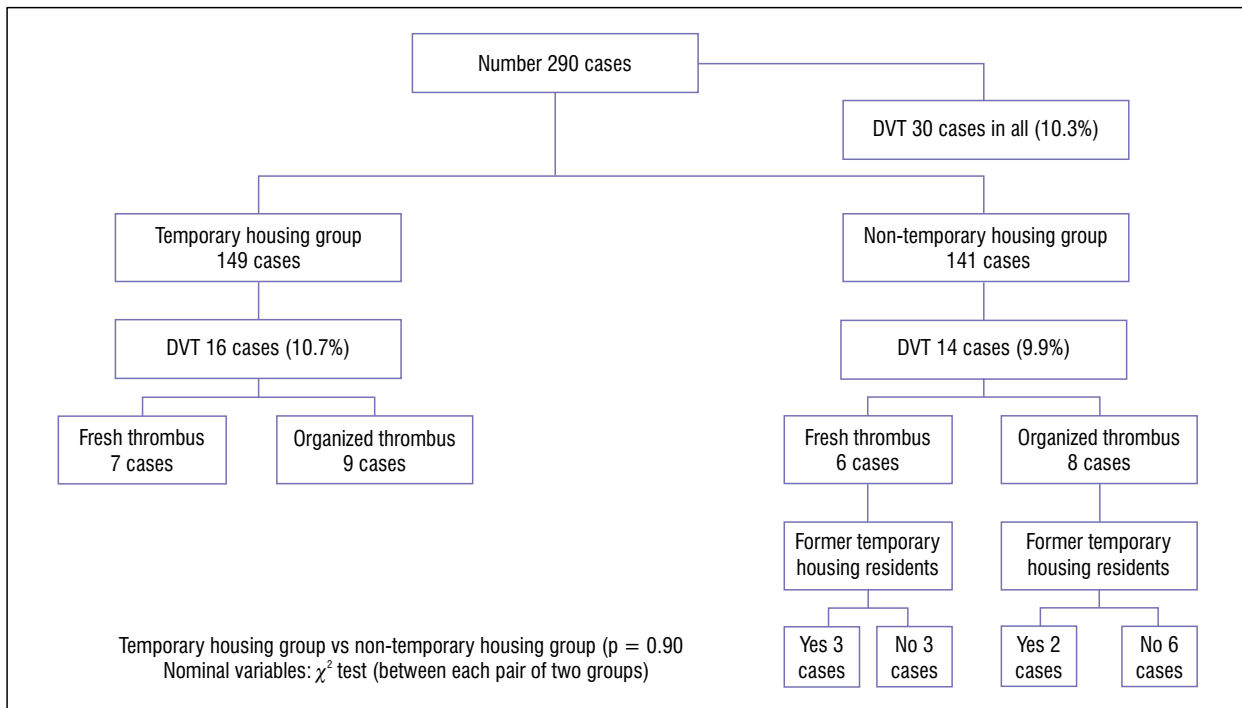 Number 290 cases
DVT 30 cases in all (10.3%)
Temporary housing group
149 cases
Non-temporary housing group
141 cases
DVT 16 cases (10.7%)
DVT 14 cases (9.9%)
Fresh thrombus
7 cases
Organized thrombus
9 cases
Fresh thrombus
6 cases
Organized thrombus
8 cases
Former temporary
housing residents
Former temporary
housing residents
Yes 3
cases
No 3
cases
Yes 2
cases
No 6
cases
Temporary housing group vs non-temporary housing group (p = 0.90
Nominal variables: χ² test (between each pair of two groups)